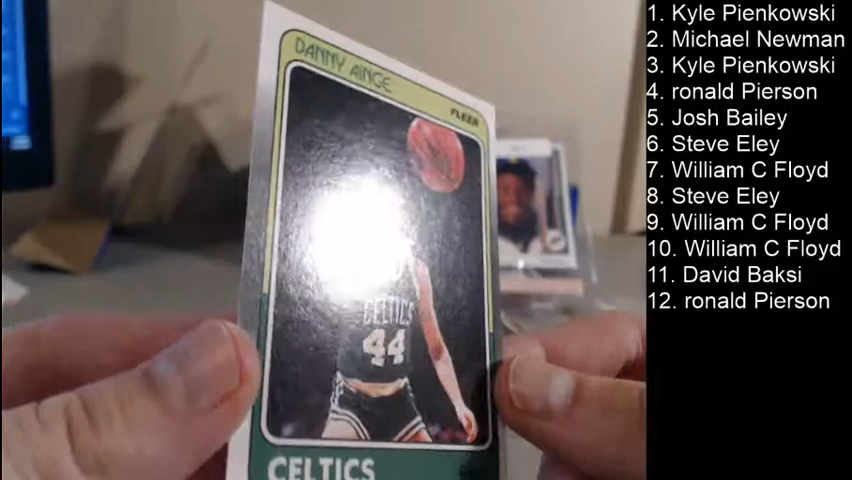 DANNY AINGE
FLEER
CELTICS
44
CELTICS
1. Kyle Pienkowski
2. Michael Newman
3. Kyle Pienkowski
4. ronald Pierson
5. Josh Bailey
6. Steve Eley
7. William C Floyd
8. Steve Eley
9. William C Floyd
10. William C Floyd
11. David Baksi
12. ronald Pierson